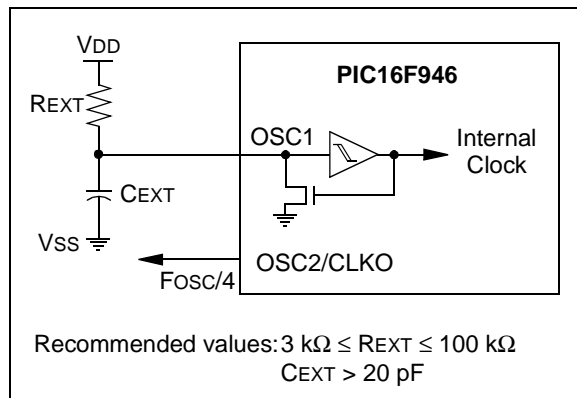 VDD
PIC16F946
REXT
OSC1
Internal
Clock
CEXT
VSS
OSC2/CLKO
FOSC/4
Recommended values: 3 kΩ ≤ REXT ≤ 100 kΩ
CEXT > 20 pF